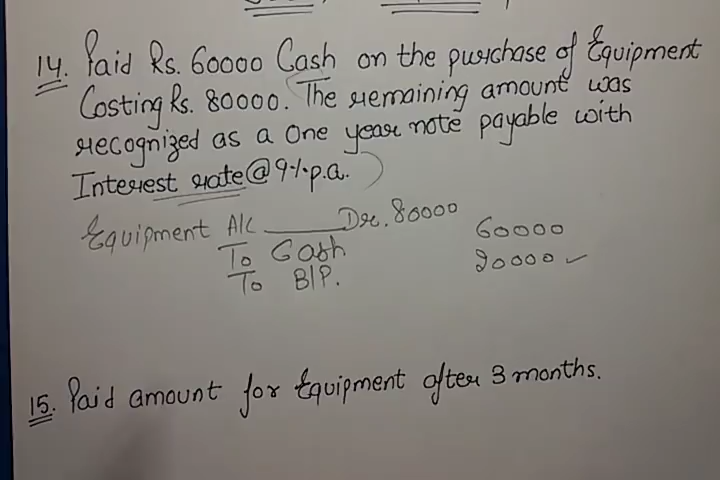 14. Paid Rs. 60000 Cash on the purchase of Equipment
Costing Rs. 80000. The remaining amount was
recognized as a One year note payable with
Interest rate @ 9%.p.a.
Equipment A/c ______ Dr. 80000
To Cash 60000
To B/P. 20000 ✓
15. Paid amount for Equipment after 3 months.